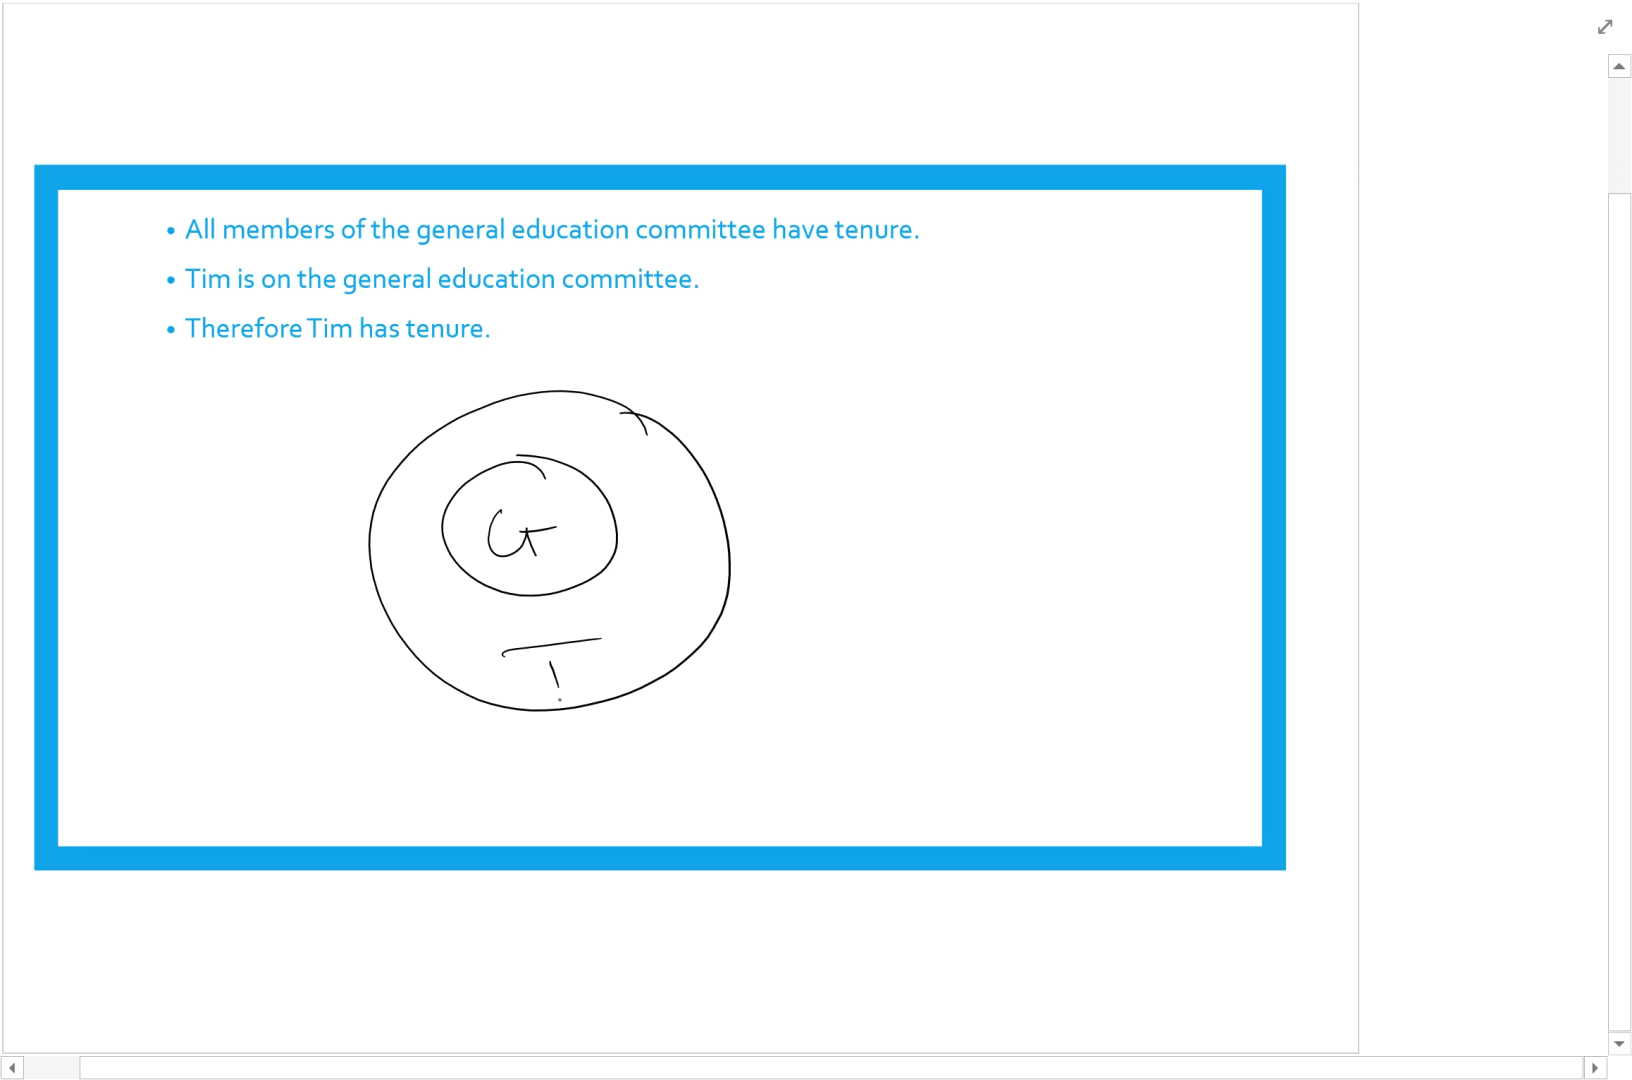 • All members of the general education committee have tenure.
• Tim is on the general education committee.
• Therefore Tim has tenure.
G
T